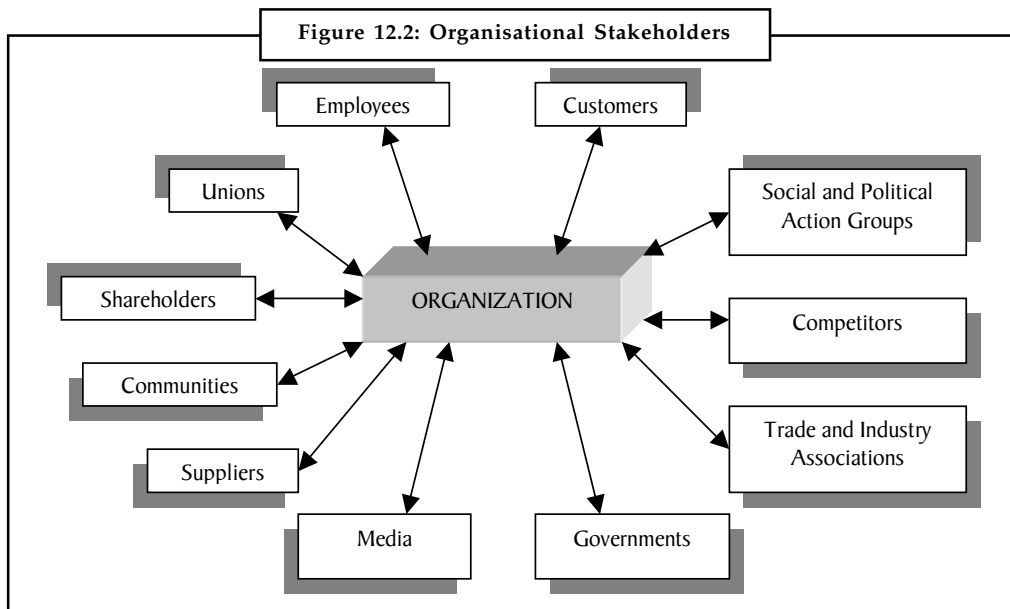 Figure 12.2: Organisational Stakeholders
Employees
Customers
Unions
Social and Political
Action Groups
Shareholders
ORGANIZATION
Competitors
Communities
Trade and Industry
Associations
Suppliers
Media
Governments